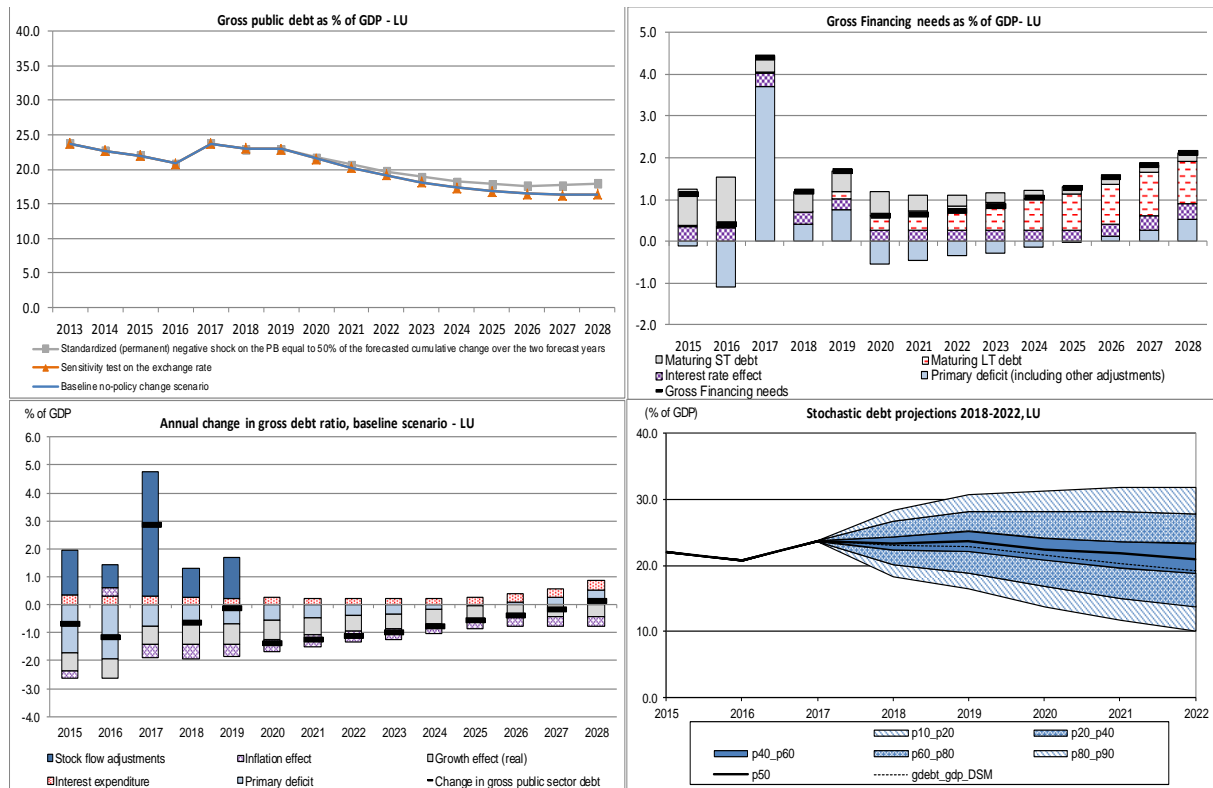 Gross public debt as % of GDP - LU
40.0
35.0
30.0
25.0
20.0
15.0
10.0
5.0
0.0
2013 2014 2015 2016 2017 2018 2019 2020 2021 2022 2023 2024 2025 2026 2027 2028
Standardized (permanent) negative shock on the PB equal to 50% of the forecasted cumulative change over the two forecast years
Sensitivity test on the exchange rate
Baseline no-policy change scenario
Gross Financing needs as % of GDP- LU
5.0
4.0
3.0
2.0
1.0
0.0
-1.0
-2.0
2015 2016 2017 2018 2019 2020 2021 2022 2023 2024 2025 2026 2027 2028
Maturing ST debt Maturing LT debt
Interest rate effect Primary deficit (including other adjustments)
Gross Financing needs
% of GDP
Annual change in gross debt ratio, baseline scenario - LU
6.0
5.0
4.0
3.0
2.0
1.0
0.0
-1.0
-2.0
-3.0
-4.0
2015 2016 2017 2018 2019 2020 2021 2022 2023 2024 2025 2026 2027 2028
Stock flow adjustments Inflation effect Growth effect (real)
Interest expenditure Primary deficit Change in gross public sector debt
(% of GDP)
Stochastic debt projections 2018-2022, LU
40.0
30.0
20.0
10.0
0.0
2015 2016 2017 2018 2019 2020 2021 2022
p10_p20 p20_p40
p40_p60 p60_p80 p80_p90
p50 gdebt_gdp_DSM